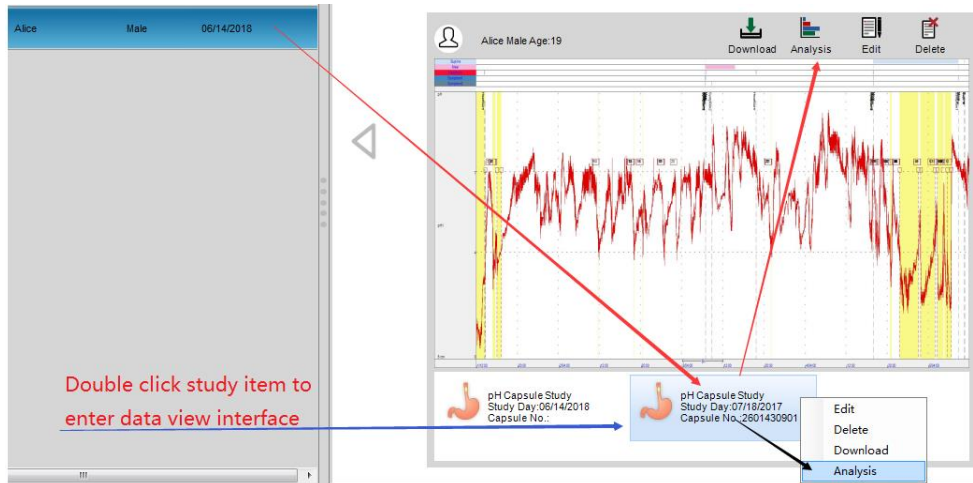 Alice Male 06/14/2018
Alice Male Age:19
Download Analysis Edit Delete
pH
Double click study item to
enter data view interface
pH Capsule Study
Study Day:06/14/2018
Capsule No.:
pH Capsule Study
Study Day:07/18/2017
Capsule No.:2601430901
Edit
Delete
Download
Analysis